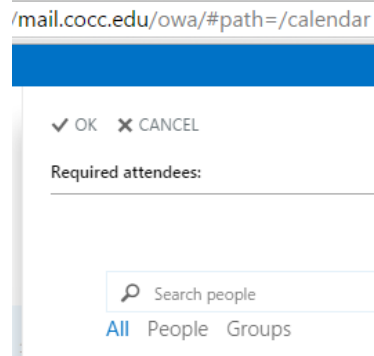 /mail.cocc.edu/owa/#path=/calendar
OK CANCEL
Required attendees:
Search people
All People Groups